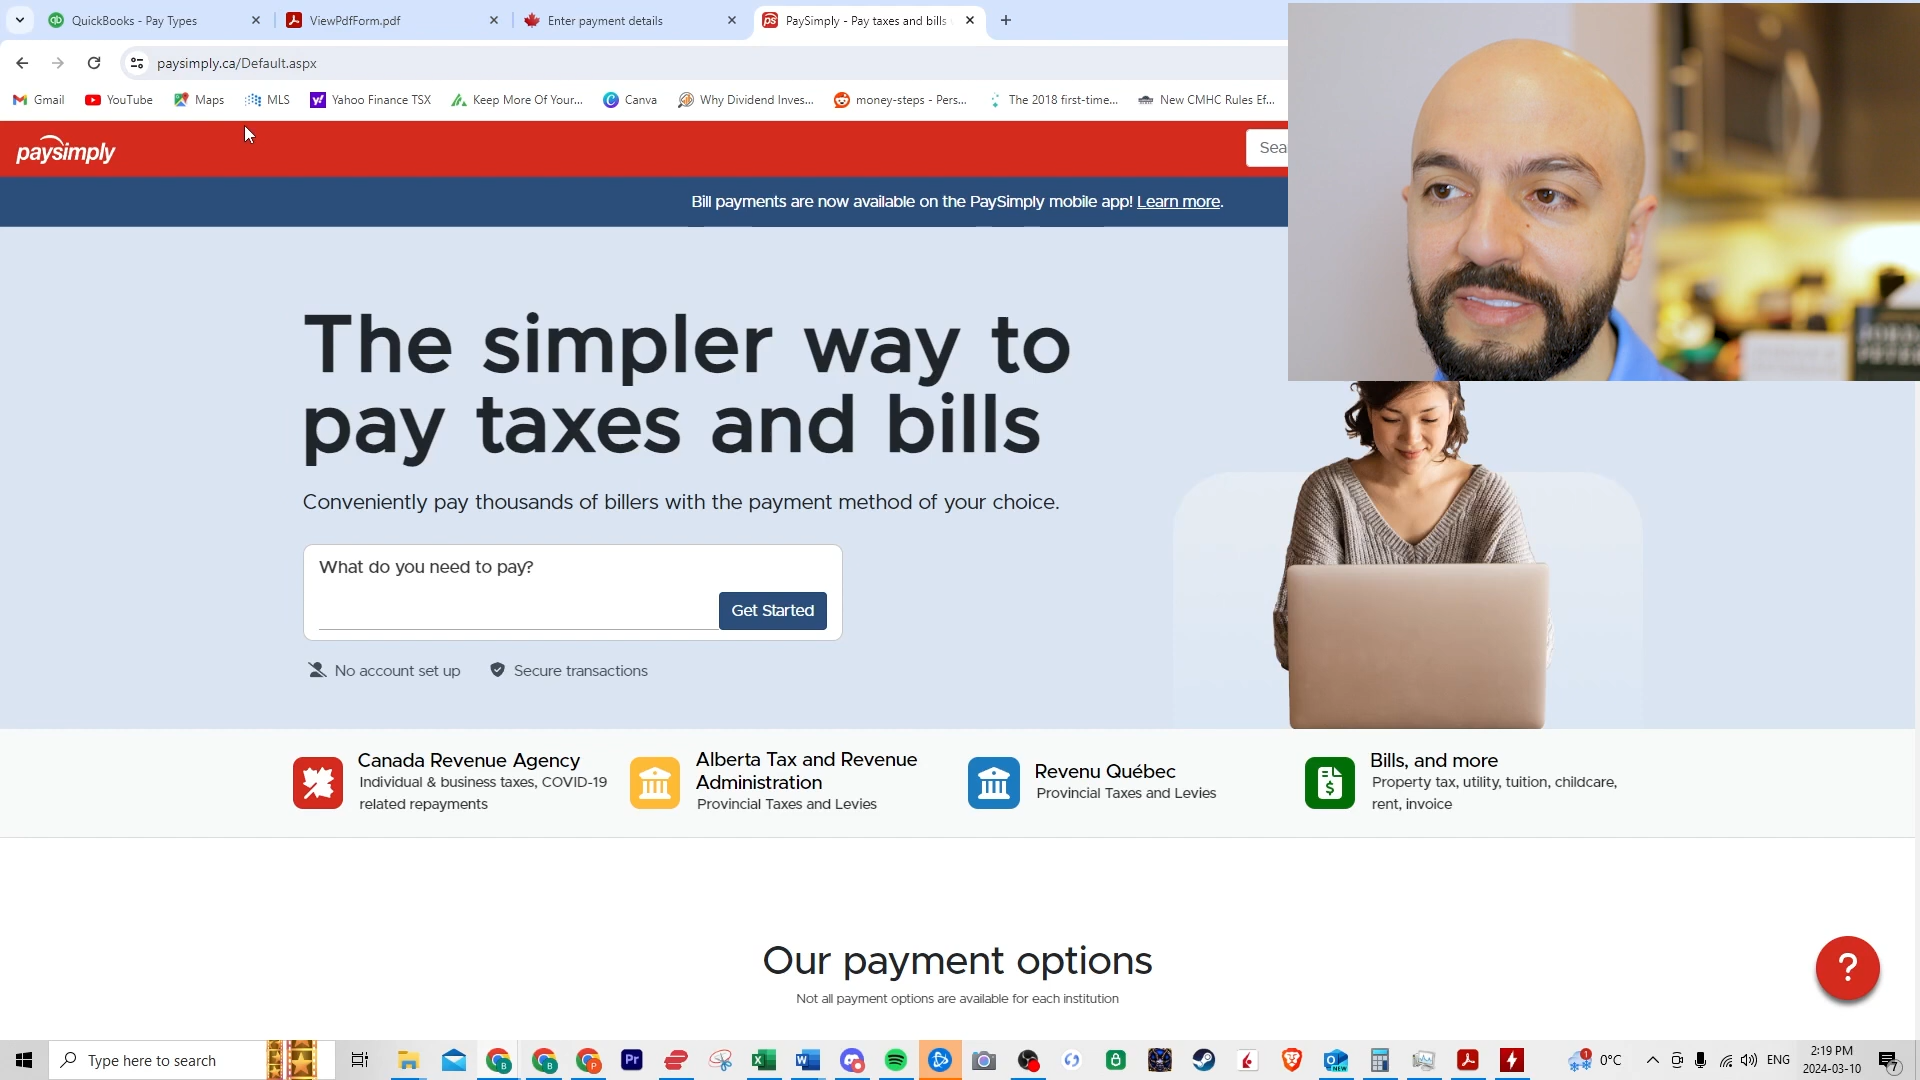 QuickBooks - Pay Types
ViewPdfForm.pdf
Enter payment details
PaySimply - Pay taxes and bills
paysimply.ca/Default.aspx
Gmail
YouTube
Maps
MLS
Yahoo Finance TSX
Keep More Of Your...
Canva
Why Dividend Inves...
money-steps - Pers...
The 2018 first-time...
New CMHC Rules Ef...
paysimply
Sea
Bill payments are now available on the PaySimply mobile app! Learn more.
The simpler way to
pay taxes and bills
Conveniently pay thousands of billers with the payment method of your choice.
What do you need to pay?
Get Started
No account set up
Secure transactions
Canada Revenue Agency
Individual & business taxes, COVID-19
related repayments
Alberta Tax and Revenue
Administration
Provincial Taxes and Levies
Revenu Québec
Provincial Taxes and Levies
Bills, and more
Property tax, utility, tuition, childcare,
rent, invoice
Our payment options
Not all payment options are available for each institution
?
Type here to search
Pr
0°C
ENG
2:19 PM
2024-03-10
7